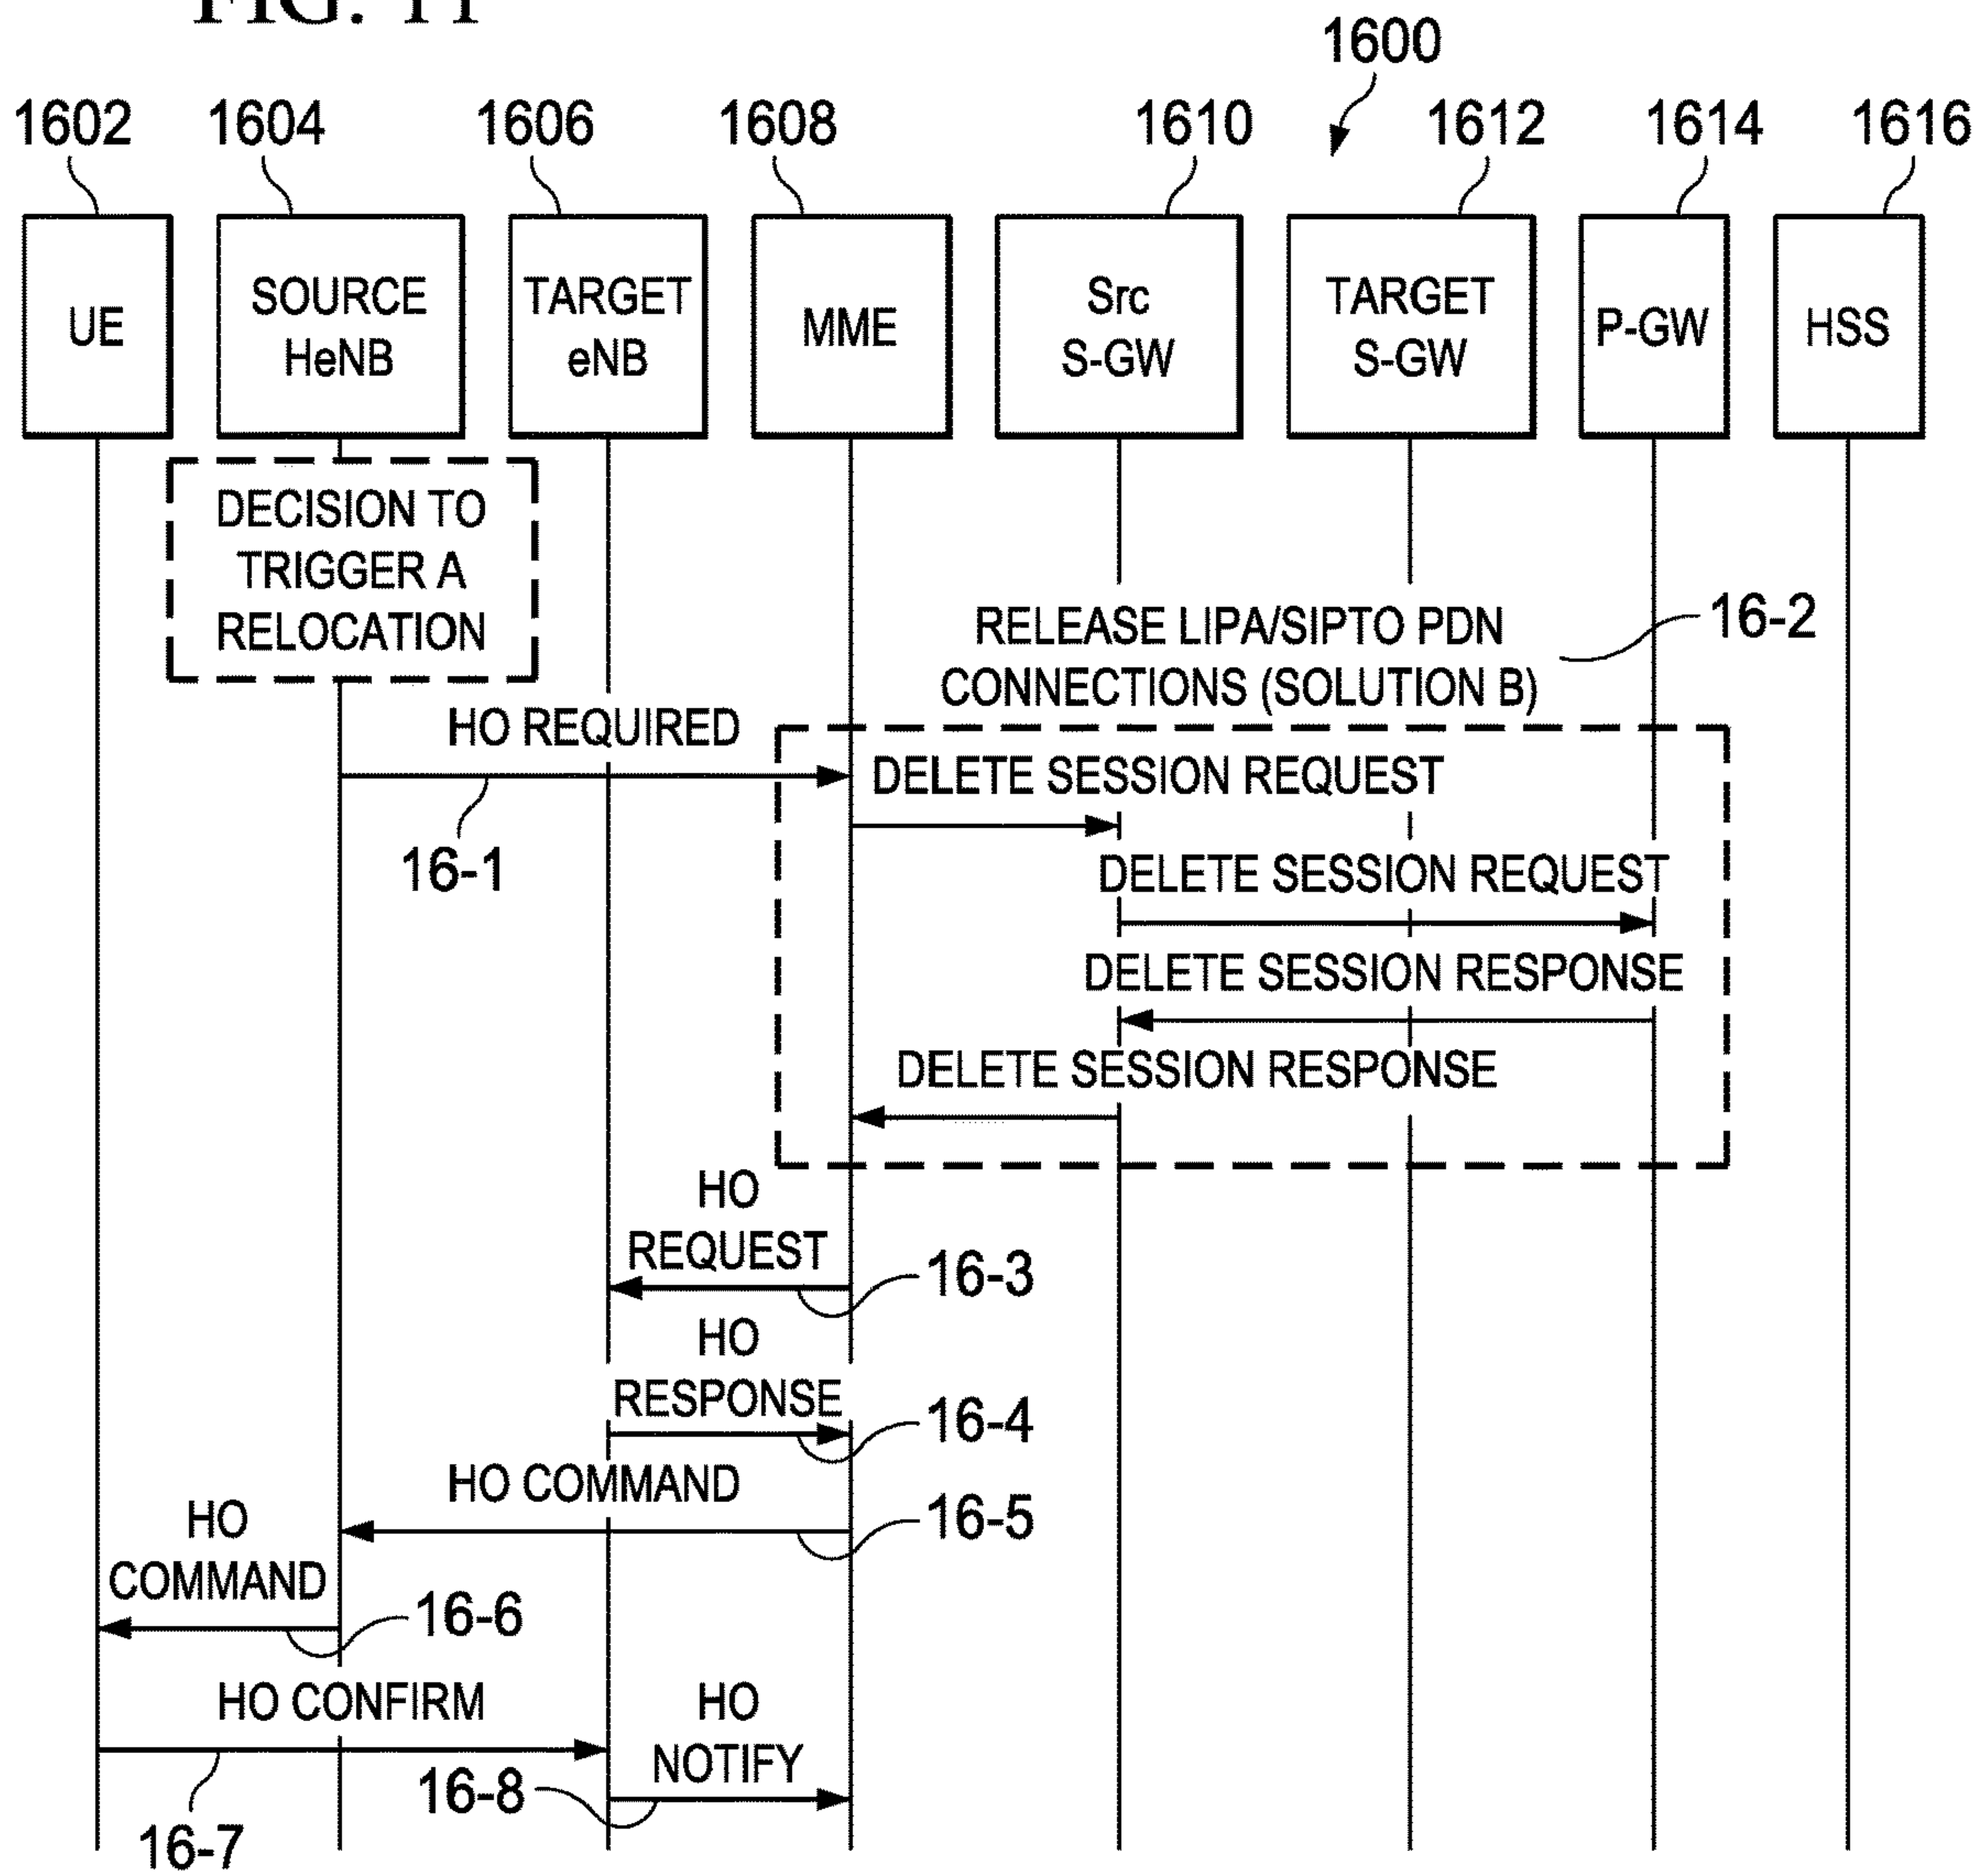 FIG. 11
1600
1602
1604
1606
1608
1610
1612
1614
1616
UE
SOURCE
HeNB
TARGET
eNB
MME
Src
S-GW
TARGET
S-GW
P-GW
HSS
DECISION TO
TRIGGER A
RELOCATION
RELEASE LIPA/SIPTO PDN
CONNECTIONS (SOLUTION B)
16-2
HO REQUIRED
16-1
DELETE SESSION REQUEST
DELETE SESSION REQUEST
DELETE SESSION RESPONSE
DELETE SESSION RESPONSE
HO
REQUEST
16-3
HO
RESPONSE
16-4
HO COMMAND
16-5
HO
COMMAND
16-6
HO CONFIRM
16-7
HO
NOTIFY
16-8